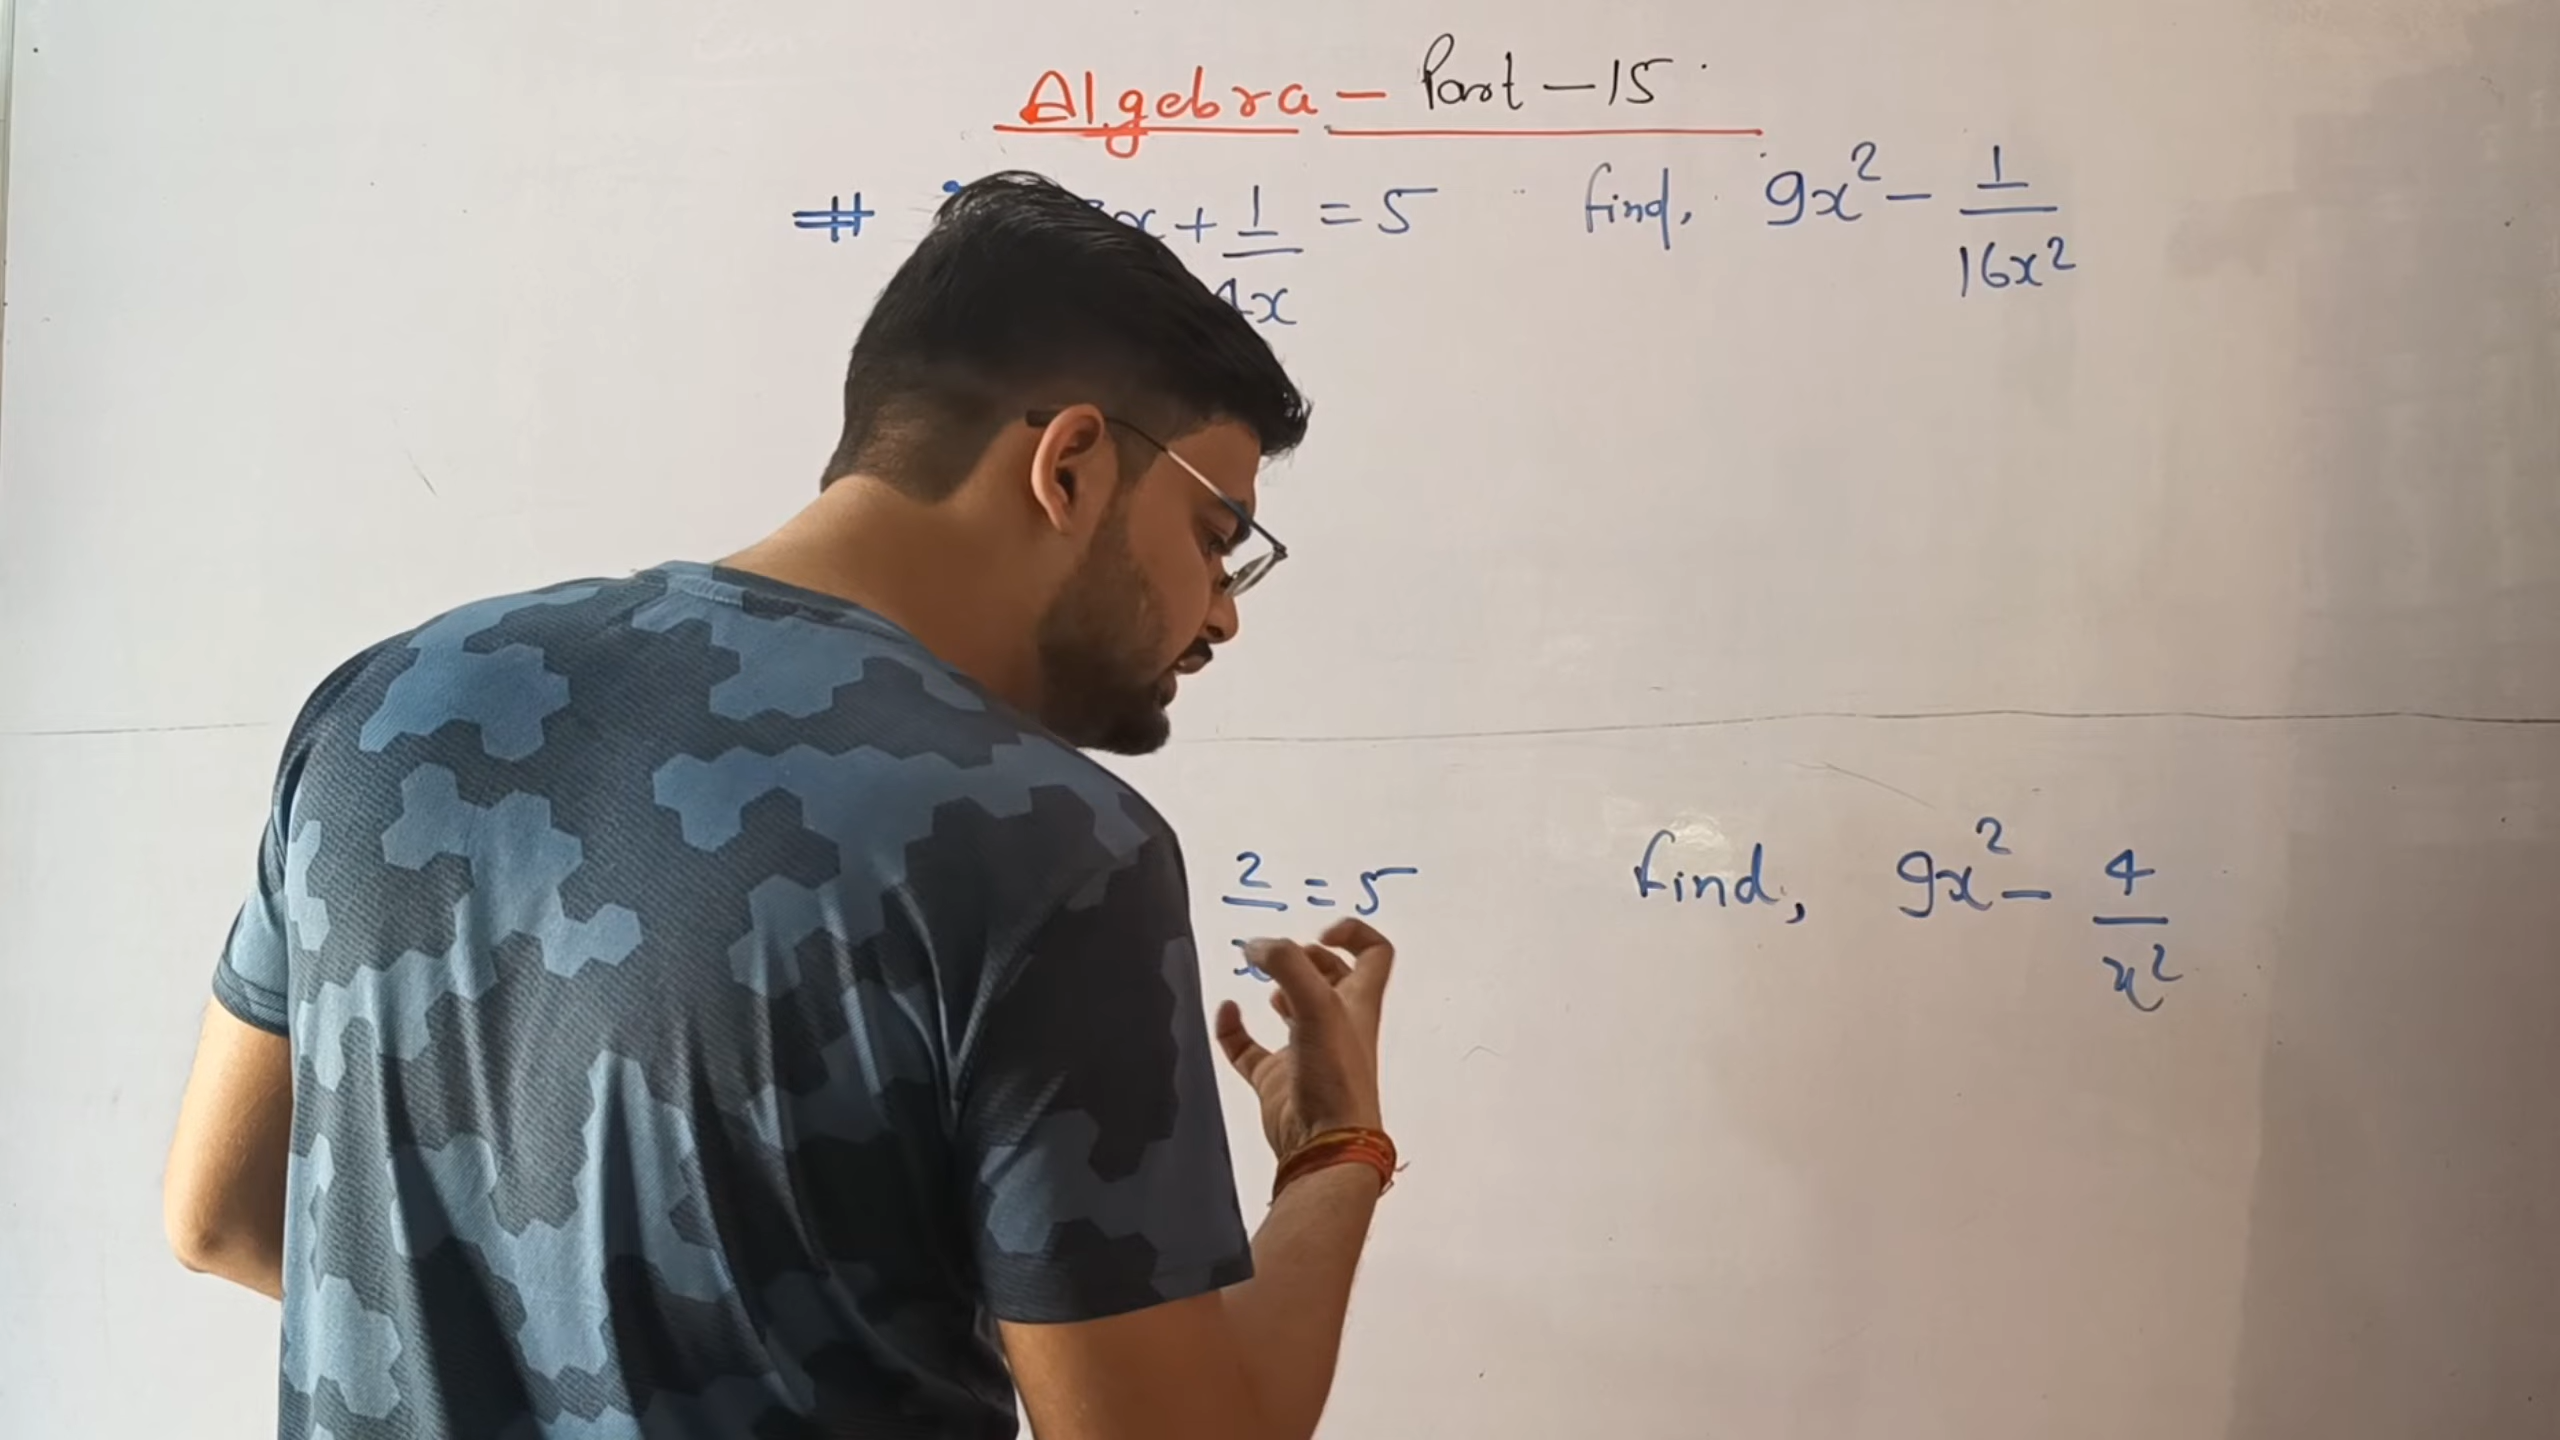 Algebra - Part - 15
# x + 1/4x = 5 find, 9x² - 1/16x²
2/x = 5 find, 9x² - 4/x²